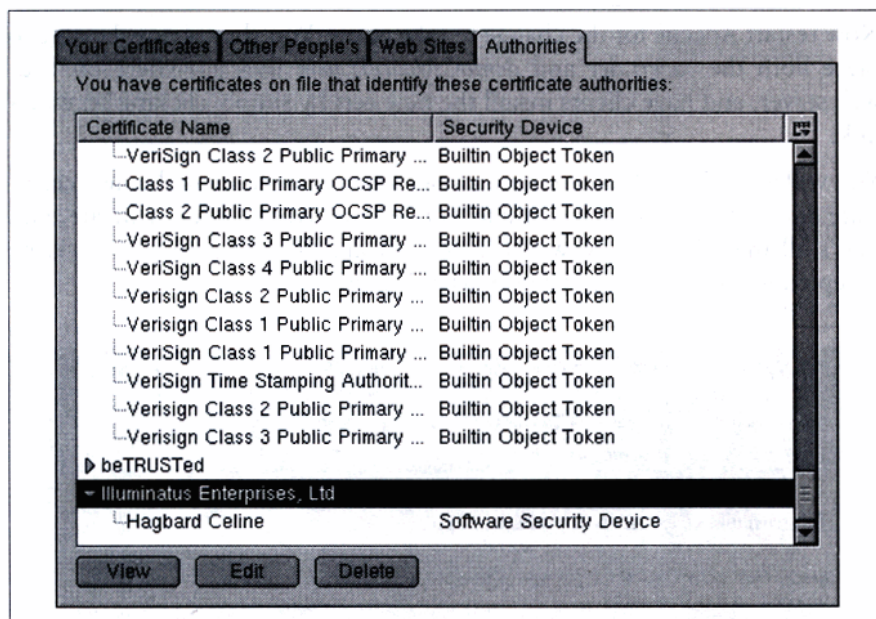 Your Certificates Other People's Web Sites Authorities
You have certificates on file that identify these certificate authorities:
Certificate Name Security Device
VeriSign Class 2 Public Primary ... Builtin Object Token
Class 1 Public Primary OCSP Re... Builtin Object Token
Class 2 Public Primary OCSP Re... Builtin Object Token
VeriSign Class 3 Public Primary ... Builtin Object Token
VeriSign Class 4 Public Primary ... Builtin Object Token
Verisign Class 2 Public Primary ... Builtin Object Token
Verisign Class 1 Public Primary ... Builtin Object Token
VeriSign Class 1 Public Primary ... Builtin Object Token
VeriSign Time Stamping Authorit... Builtin Object Token
Verisign Class 2 Public Primary ... Builtin Object Token
Verisign Class 3 Public Primary ... Builtin Object Token
beTRUSTed
Illuminatus Enterprises, Ltd
Hagbard Celine Software Security Device
View Edit Delete